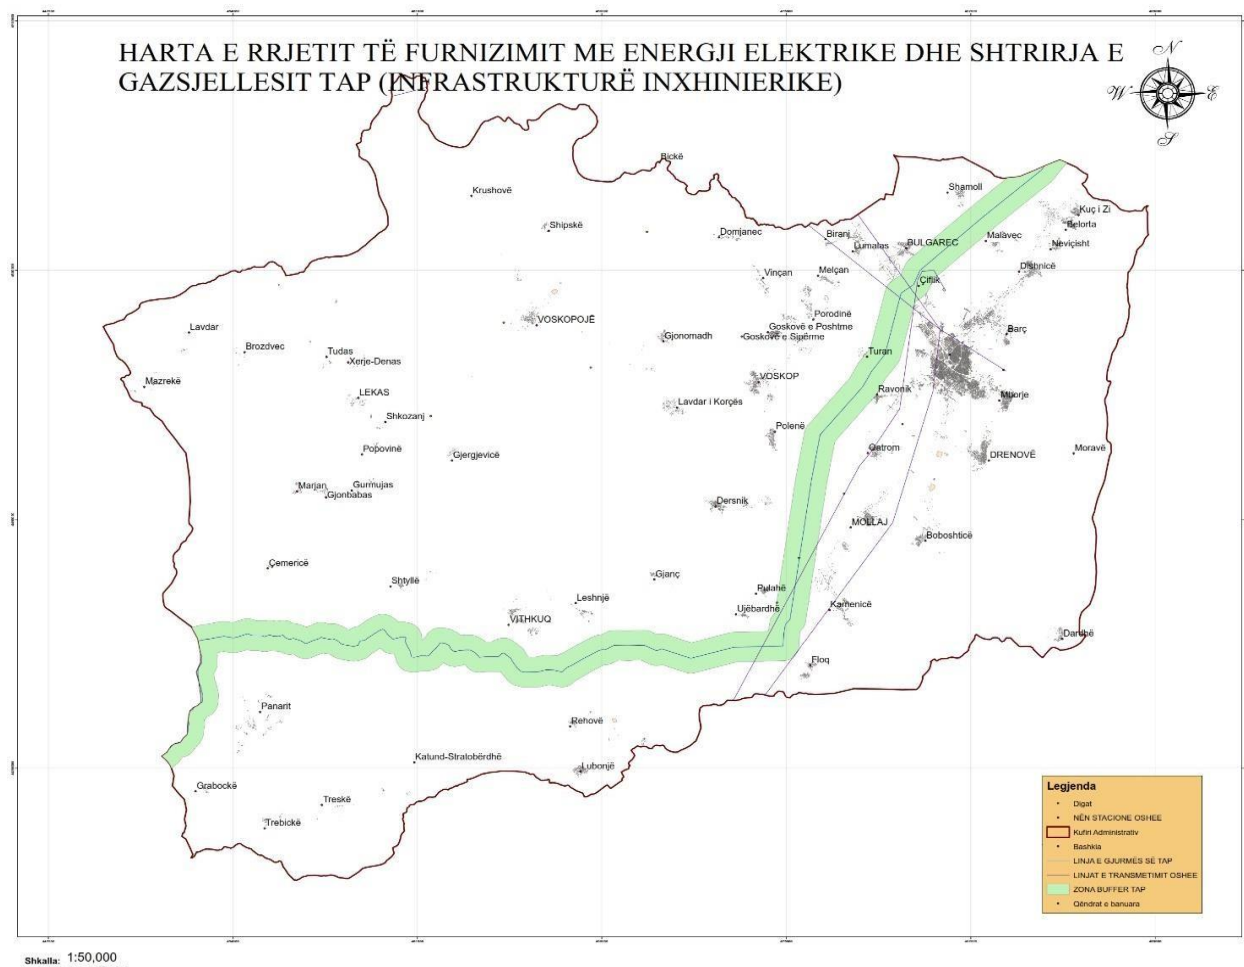 HARTA E RRJETIT TË FURNIZIMIT ME ENERGJI ELEKTRIKE DHE SHTRIRJA E
GAZSJELLESIT TAP (INFRASTRUKTURË INXHINIERIKE)
N
W
E
S
Bickë
Krushovë
Shamoll
Kuç i Zi
Belorta
Shipskë
Domjanec
Biranj
Lumalas
BULGAREC
Malavec
Neviçisht
Vinçan
Melçan
Çiflik
Dishnicë
VOSKOPOJË
Porodinë
Lavdar
Gjonomadh
Goskovë e Poshtme
Goskovë e Sipërme
Barç
Brozdvec
Tudas
Xerje-Denas
Turan
Mazrekë
VOSKOP
LEKAS
Lavdar i Korçës
Ravonik
Mborje
Shkozanj
Polenë
Popovinë
Gjergjevicë
Qatrom
DRENOVË
Moravë
Marjan
Gurmujas
Gjonbabas
Dersnik
MOLLAJ
Boboshticë
Çemericë
Shtyllë
Gjanç
Pulahë
Leshnjë
Ujëbardhë
Kamenicë
VITHKUQ
Dardhë
Floq
Panarit
Rehovë
Katund-Stratobërdhë
Lubonjë
Grabockë
Treskë
Trebickë
Legjenda
Digat
NËN STACIONE OSHEE
Kufiri Administrativ
Bashkia
LINJA E GJURMËS SË TAP
LINJAT E TRANSMETIMIT OSHEE
ZONA BUFFER TAP
Qëndrat e banuara
Shkalla: 1:50,000